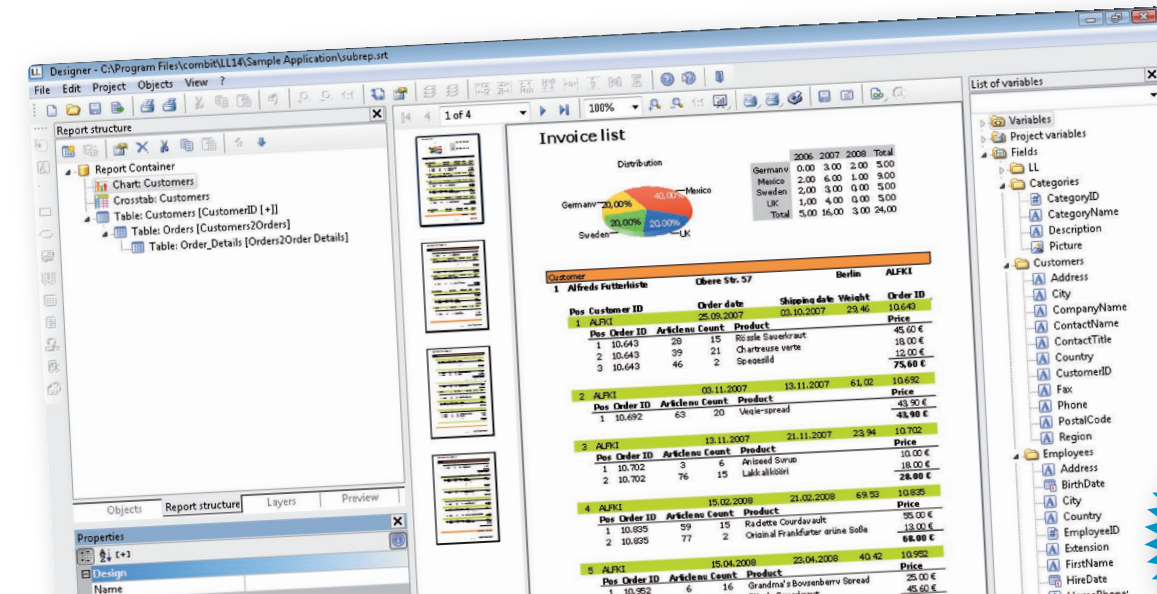 Designer - C:\Program Files\combit\LL14\Sample Application\subrep.srt
File Edit Project Objects View ?
1 of 4
100%
Report structure
Report Container
Chart: Customers
Crosstab: Customers
Table: Customers [CustomerID [+]]
Table: Orders [Customers2Orders]
Table: Order_Details [Orders2Order Details]
Objects Report structure Layers Preview
Properties
[+]
Design
Name
Invoice list
Distribution
Germany 20,00%
40,00% Mexico
20,00% Sweden
20,00% UK
2006 2007 2008 Total
Germany 0.00 3.00 2.00 5.00
Mexico 2.00 6.00 1.00 9.00
Sweden 2,00 3,00 0,00 5,00
UK 1,00 4,00 0,00 5,00
Total 5,00 16,00 3,00 24,00
Customer
1 Alfreds Futterkiste Obere Str. 57 Berlin ALFKI
Pos Customer ID Order date Shipping date Weight Order ID
1 ALFKI 25.09.2007 03.10.2007 29,46 10.643
Pos Order ID Articlenu Count Product Price
1 10.643 28 15 Rössle Sauerkraut 45,60 €
2 10.643 39 21 Chartreuse verte 18,00 €
3 10.643 46 2 Spegesild 12,00 €
75,60 €
2 ALFKI 03.11.2007 13.11.2007 61,02 10.692
Pos Order ID Articlenu Count Product Price
1 10.692 63 20 Vegie-spread 43,90 €
43,90 €
3 ALFKI 13.11.2007 21.11.2007 23,94 10.702
Pos Order ID Articlenu Count Product Price
1 10.702 3 6 Aniseed Syrup 10,00 €
2 10.702 76 15 Lakkalikööri 18,00 €
28,00 €
4 ALFKI 15.02.2008 21.02.2008 69,53 10.835
Pos Order ID Articlenu Count Product Price
1 10.835 59 15 Raclette Courdavault 55,00 €
2 10.835 77 2 Original Frankfurter grüne Soße 13,00 €
68,00 €
5 ALFKI 15.04.2008 23.04.2008 40,42 10.952
Pos Order ID Articlenu Count Product Price
1 10.952 6 16 Grandma's Boysenberry Spread 25,00 €
45,60 €
List of variables
Variables
Project variables
Fields
LL
Categories
CategoryID
CategoryName
Description
Picture
Customers
Address
City
CompanyName
ContactName
ContactTitle
Country
CustomerID
Fax
Phone
PostalCode
Region
Employees
Address
BirthDate
City
Country
EmployeeID
Extension
FirstName
HireDate